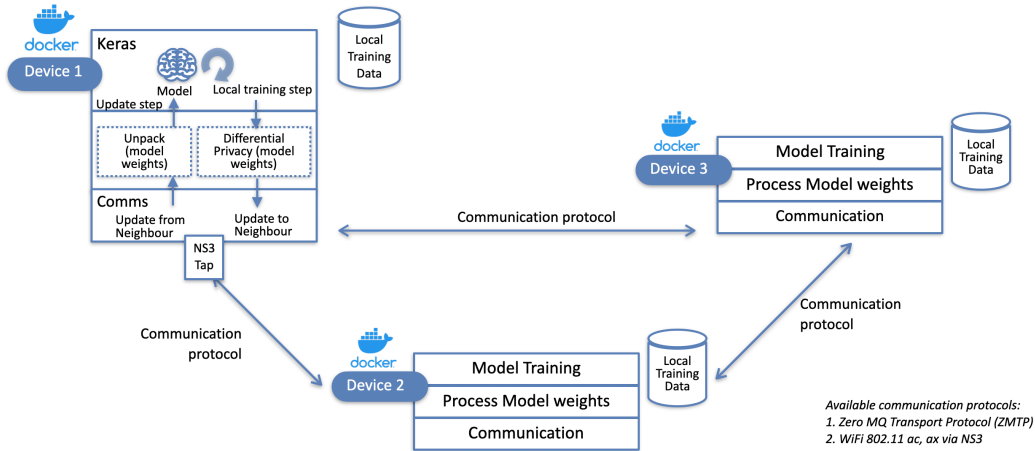 docker
Device 1
Keras
Model
Local training step
Update step
Unpack
(model
weights)
Differential
Privacy (model
weights)
Comms
Update from
Neighbour
Update to
Neighbour
NS3
Tap
Local
Training
Data
Communication protocol
docker
Device 3
Model Training
Process Model weights
Communication
Local
Training
Data
Communication
protocol
Communication
protocol
docker
Device 2
Model Training
Process Model weights
Communication
Local
Training
Data
Available communication protocols:
1. Zero MQ Transport Protocol (ZMTP)
2. WiFi 802.11 ac, ax via NS3